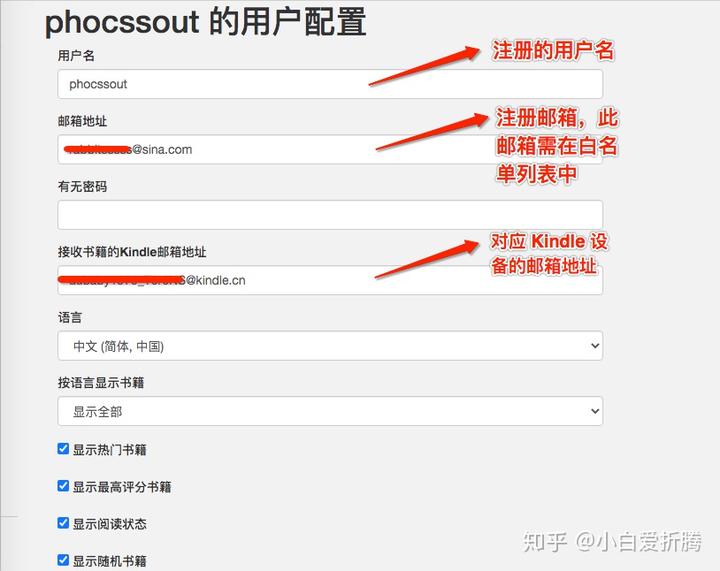 phocssout 的用户配置
用户名
注册的用户名
phocssout
邮箱地址
注册邮箱，此
邮箱需在白名
单列表中
@sina.com
有无密码
接收书籍的Kindle邮箱地址
对应 Kindle 设
备的邮箱地址
@kindle.cn
语言
中文 (简体, 中国)
按语言显示书籍
显示全部
显示热门书籍
显示最高评分书籍
显示阅读状态
显示随机书籍
知乎 @小白爱折腾